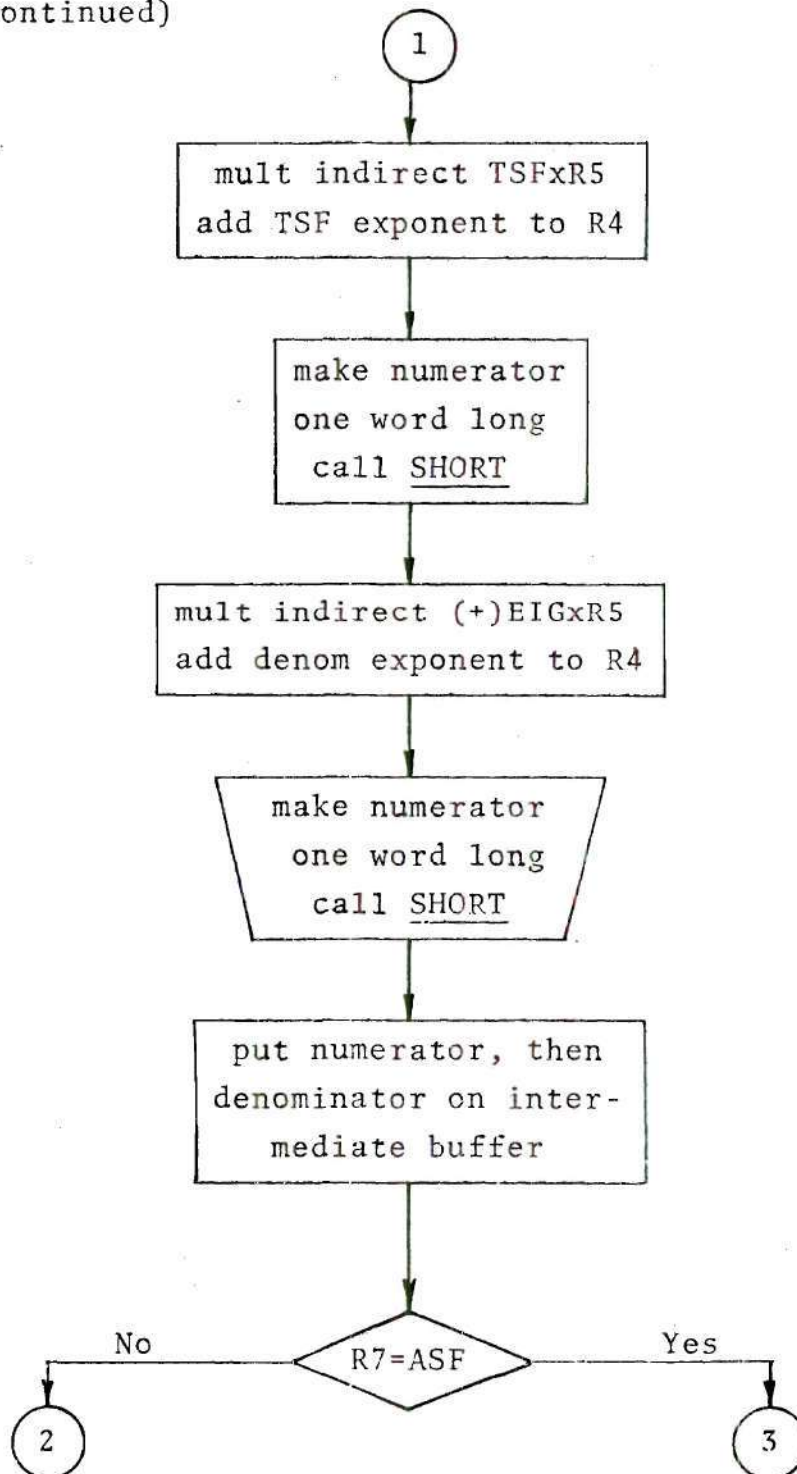 ontinued)
1
mult indirect TSFxR5
add TSF exponent to R4
make numerator
one word long
call SHORT
mult indirect (+)EIGxR5
add denom exponent to R4
make numerator
one word long
call SHORT
put numerator, then
denominator on inter-
mediate buffer
No
R7=ASF
Yes
2
3